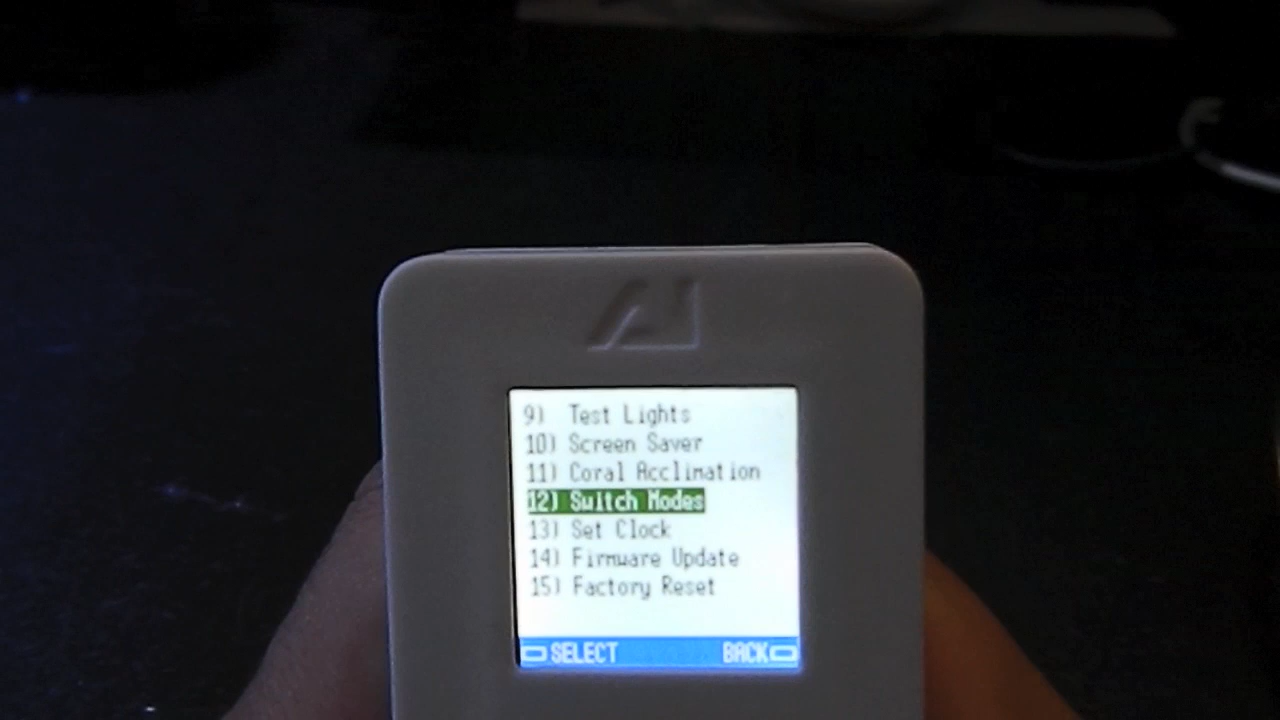 AI
9) Test Lights
10) Screen Saver
11) Coral Acclimation
12) Switch Modes
13) Set Clock
14) Firmware Update
15) Factory Reset
SELECT BACK